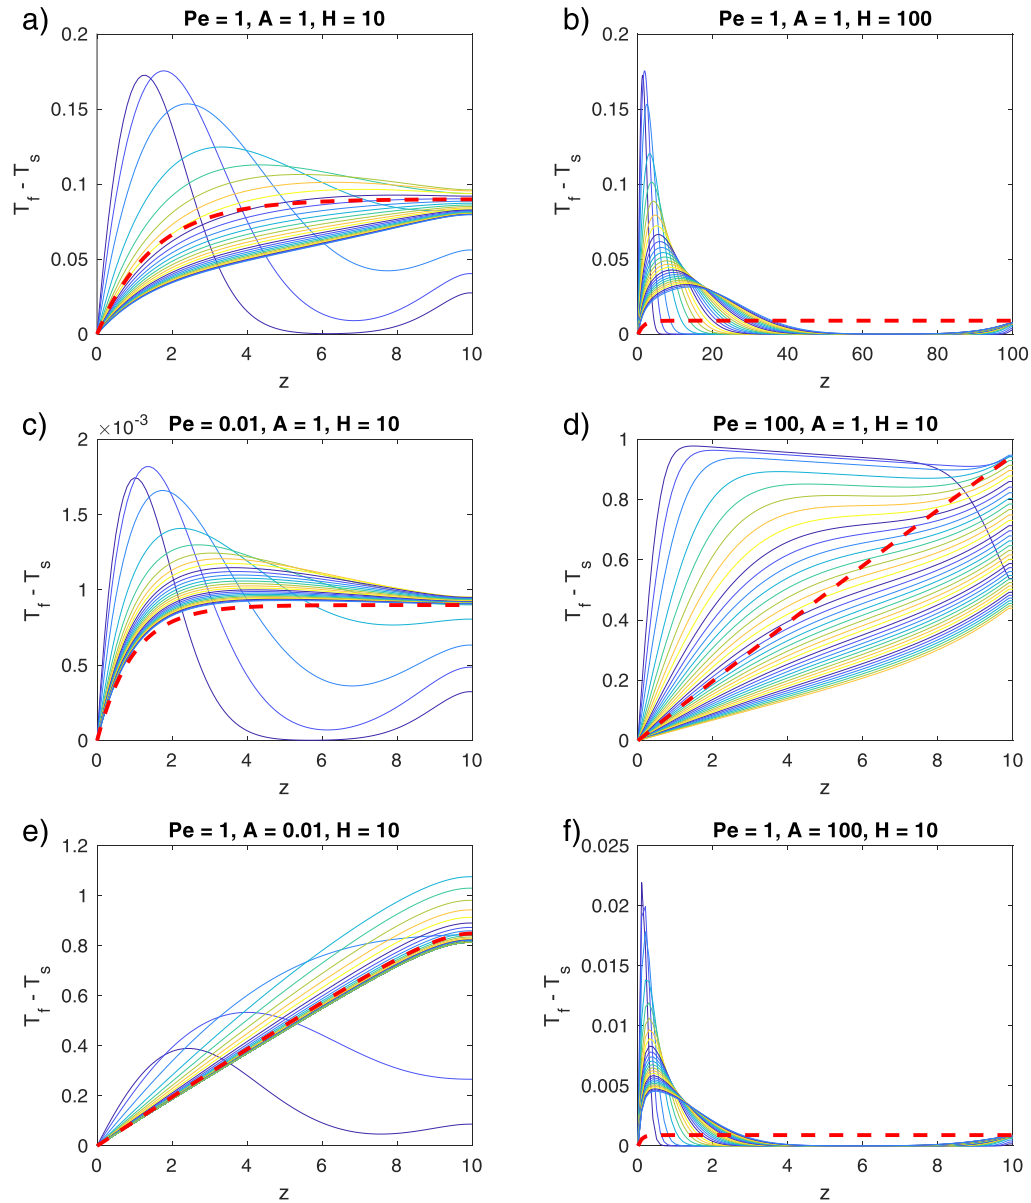 a)
Pe = 1, A = 1, H = 10
0.2
0.15
0.1
0.05
0
T_f - T_s
0 2 4 6 8 10
z
b)
Pe = 1, A = 1, H = 100
0.2
0.15
0.1
0.05
0
T_f - T_s
0 20 40 60 80 100
z
c)
×10^-3
Pe = 0.01, A = 1, H = 10
2
1.5
1
0.5
0
T_f - T_s
0 2 4 6 8 10
z
d)
Pe = 100, A = 1, H = 10
1
0.8
0.6
0.4
0.2
0
T_f - T_s
0 2 4 6 8 10
z
e)
Pe = 1, A = 0.01, H = 10
1.2
1
0.8
0.6
0.4
0.2
0
T_f - T_s
0 2 4 6 8 10
z
f)
Pe = 1, A = 100, H = 10
0.025
0.02
0.015
0.01
0.005
0
T_f - T_s
0 2 4 6 8 10
z